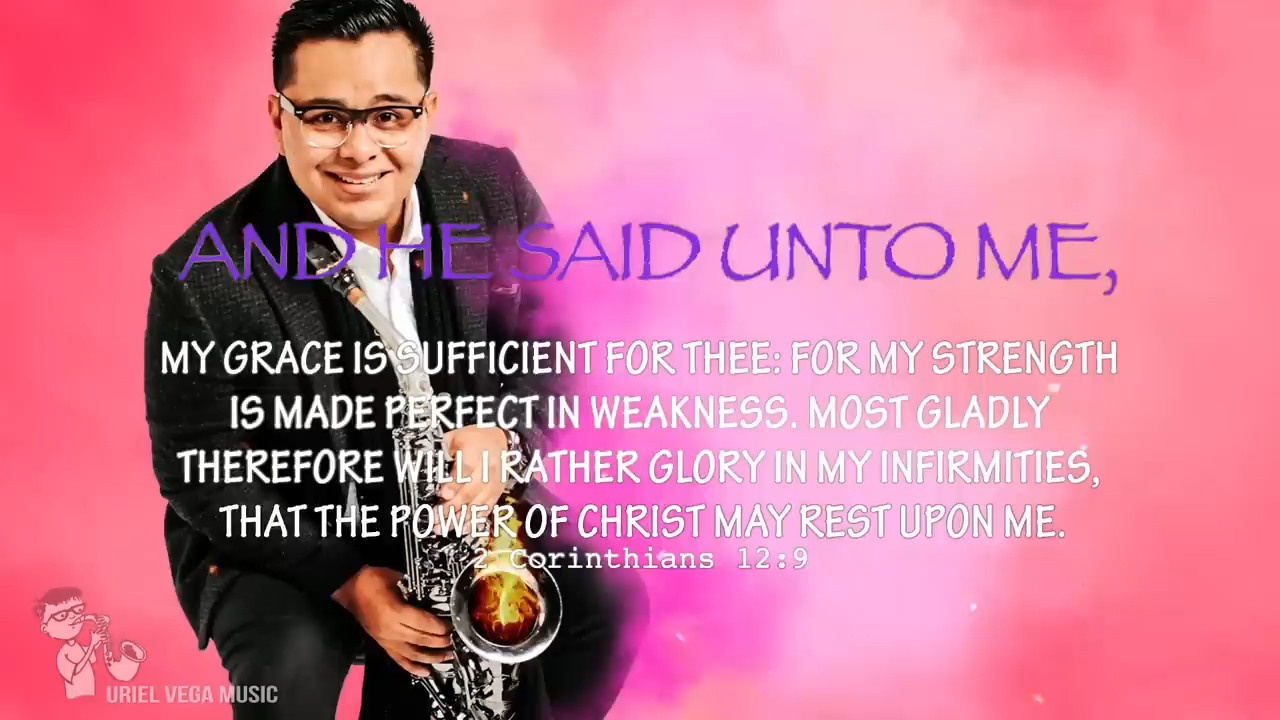 AND HE SAID UNTO ME,
MY GRACE IS SUFFICIENT FOR THEE: FOR MY STRENGTH
IS MADE PERFECT IN WEAKNESS. MOST GLADLY
THEREFORE WILL I RATHER GLORY IN MY INFIRMITIES,
THAT THE POWER OF CHRIST MAY REST UPON ME.
2 Corinthians 12:9
URIEL VEGA MUSIC